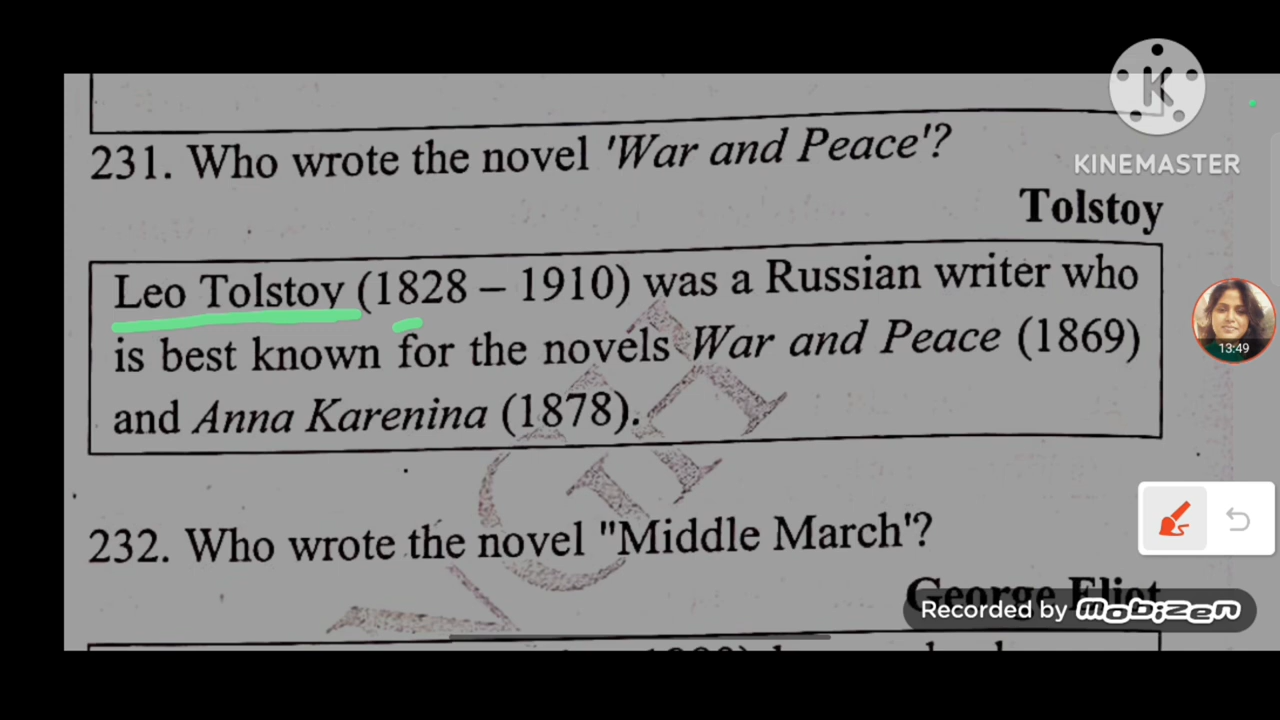 KINEMASTER
231. Who wrote the novel 'War and Peace'?
Tolstoy
Leo Tolstoy (1828 – 1910) was a Russian writer who
is best known for the novels War and Peace (1869)
and Anna Karenina (1878).
13:49
232. Who wrote the novel "Middle March'?
George Eliot
Recorded by mobizen